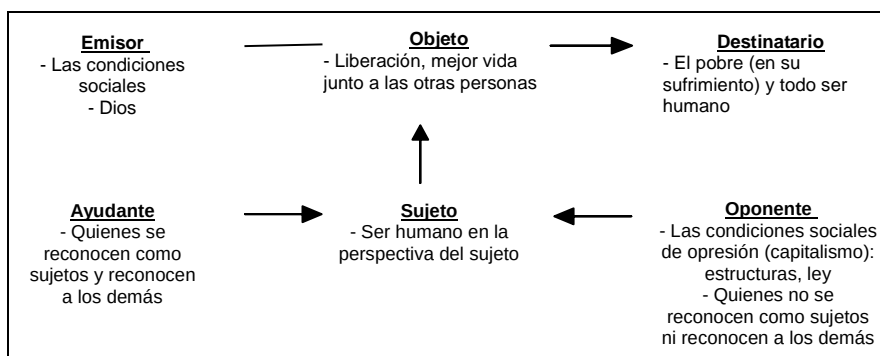 Emisor
- Las condiciones
sociales
- Dios
Objeto
- Liberación, mejor vida
junto a las otras personas
Destinatario
- El pobre (en su
sufrimiento) y todo ser
humano
Ayudante
- Quienes se
reconocen como
sujetos y reconocen
a los demás
Sujeto
- Ser humano en la
perspectiva del sujeto
Oponente
- Las condiciones sociales
de opresión (capitalismo):
estructuras, ley
- Quienes no se
reconocen como sujetos
ni reconocen a los demás